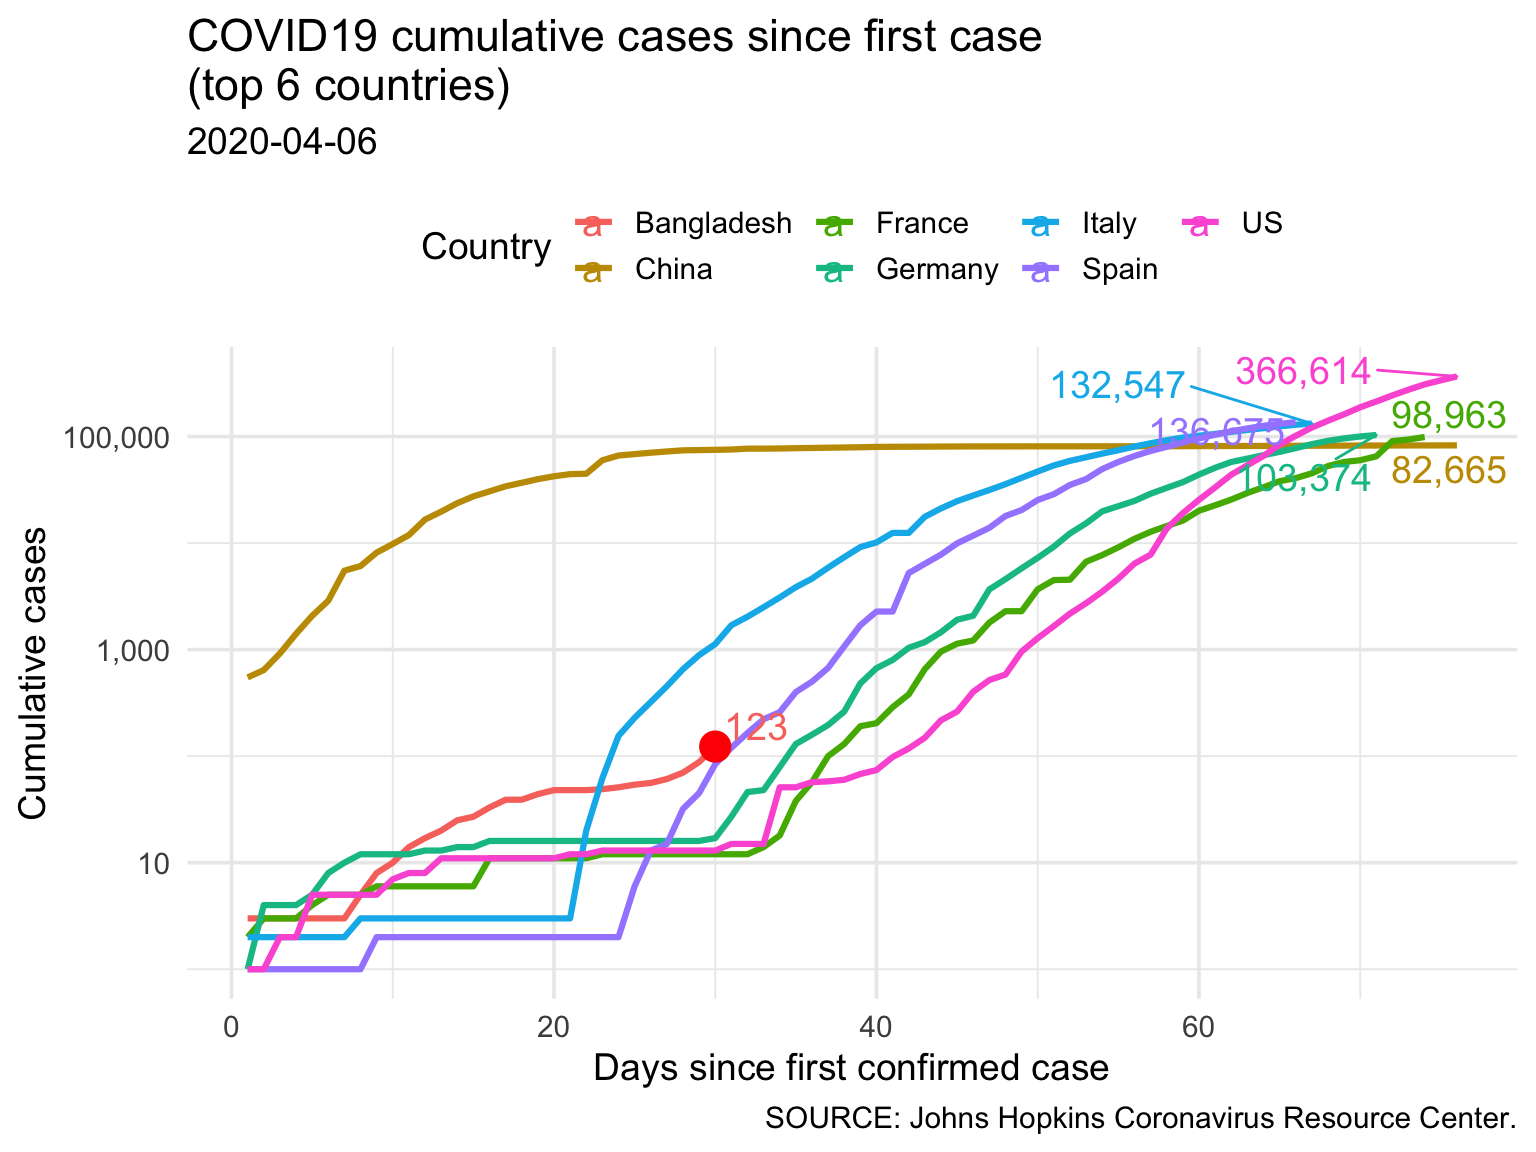 COVID19 cumulative cases since first case
(top 6 countries)
2020-04-06
Country
a Bangladesh a France a Italy a US
a China a Germany a Spain
366,614
132,547
98,963
136,675
82,665
103,374
123
100,000
1,000
10
Cumulative cases
0 20 40 60
Days since first confirmed case
SOURCE: Johns Hopkins Coronavirus Resource Center.